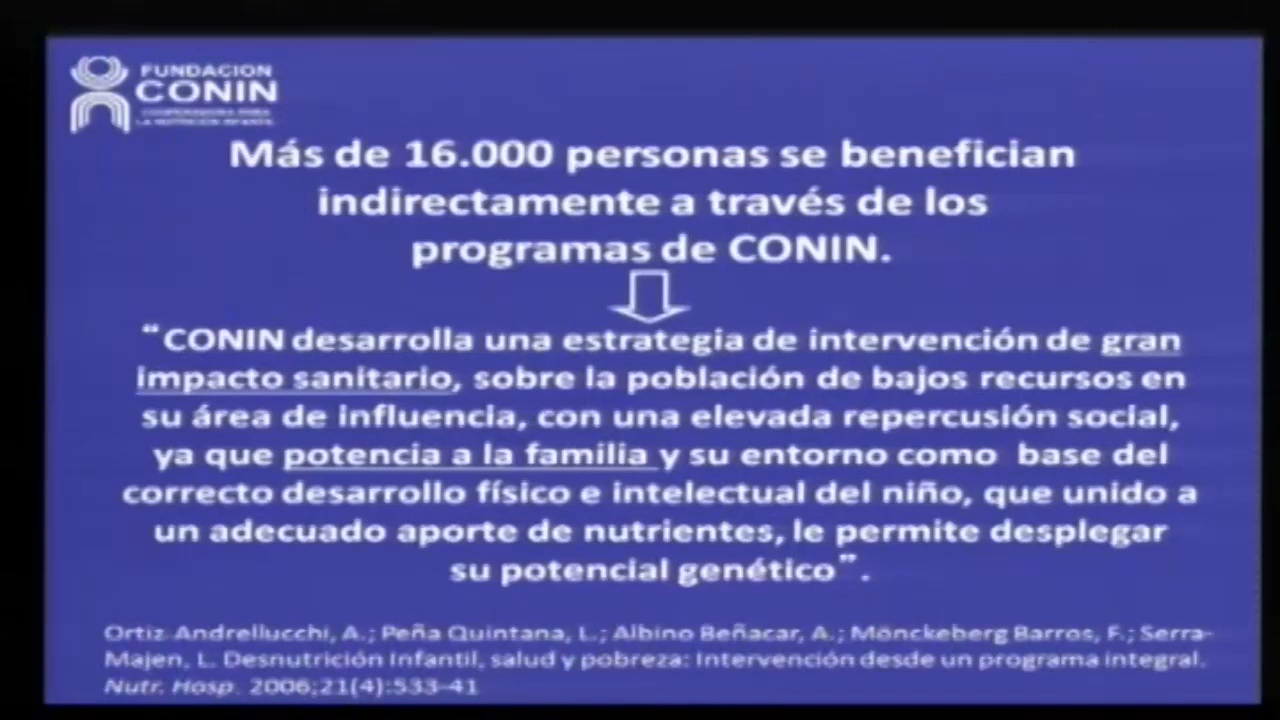 FUNDACION
CONIN
COOPERADORA PARA
LA NUTRICION INFANTIL
Más de 16.000 personas se benefician
indirectamente a través de los
programas de CONIN.
“CONIN desarrolla una estrategia de intervención de gran
impacto sanitario, sobre la población de bajos recursos en
su área de influencia, con una elevada repercusión social,
ya que potencia a la familia y su entorno como base del
correcto desarrollo físico e intelectual del niño, que unido a
un adecuado aporte de nutrientes, le permite desplegar
su potencial genético”.
Ortiz-Andrellucchi, A.; Peña Quintana, L.; Albino Beñacar, A.; Mönckeberg Barros, F.; Serra-
Majen, L. Desnutrición Infantil, salud y pobreza: Intervención desde un programa integral.
Nutr. Hosp. 2006;21(4):533-41